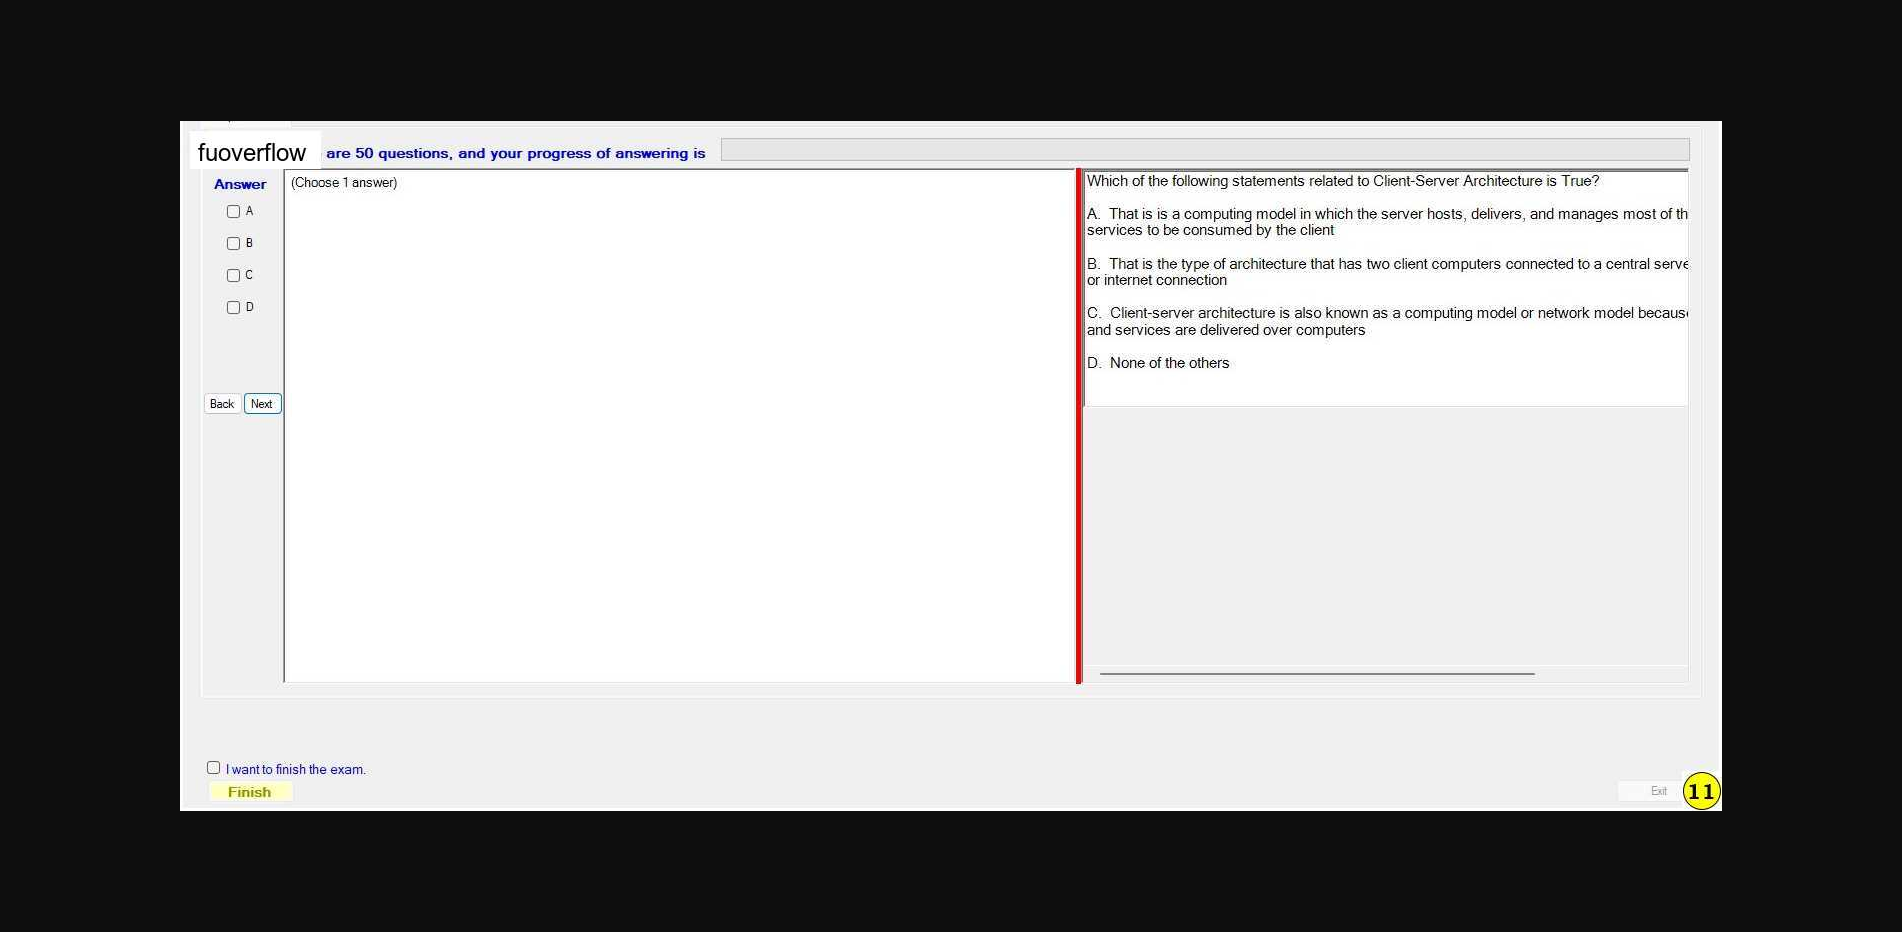 fuoverflow are 50 questions, and your progress of answering is
Answer
A
B
C
D
Back Next
(Choose 1 answer)
Which of the following statements related to Client-Server Architecture is True?
A. That is is a computing model in which the server hosts, delivers, and manages most of th
services to be consumed by the client
B. That is the type of architecture that has two client computers connected to a central serve
or internet connection
C. Client-server architecture is also known as a computing model or network model becaus
and services are delivered over computers
D. None of the others
I want to finish the exam.
Finish
Exit
11